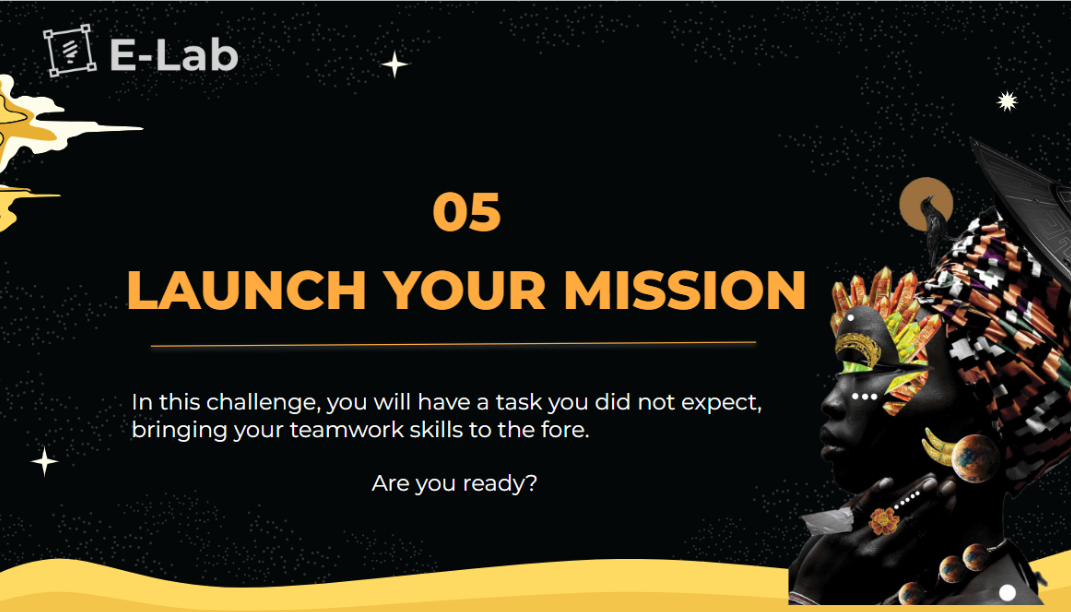 E-Lab
05
LAUNCH YOUR MISSION
In this challenge, you will have a task you did not expect,
bringing your teamwork skills to the fore.
Are you ready?